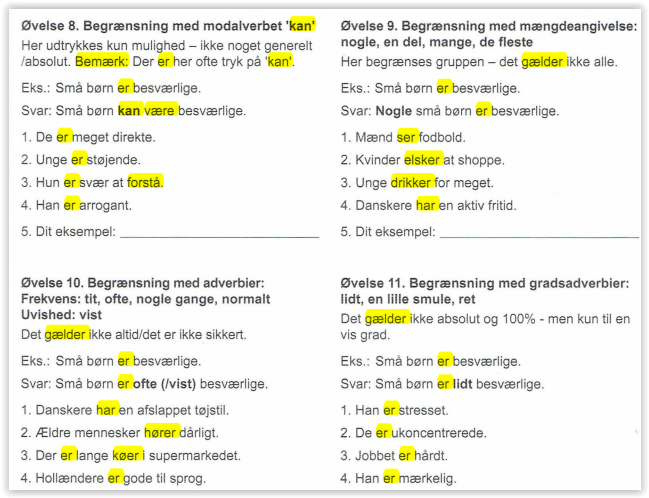 Øvelse 8. Begrænsning med modalverbet 'kan'
Her udtrykkes kun mulighed – ikke noget generelt
/absolut. Bemærk: Der er her ofte tryk på 'kan'.
Eks.: Små børn er besværlige.
Svar: Små børn kan være besværlige.
1. De er meget direkte.
2. Unge er støjende.
3. Hun er svær at forstå.
4. Han er arrogant.
5. Dit eksempel:
Øvelse 9. Begrænsning med mængdeangivelse:
nogle, en del, mange, de fleste
Her begrænses gruppen – det gælder ikke alle.
Eks.: Små børn er besværlige.
Svar: Nogle små børn er besværlige.
1. Mænd ser fodbold.
2. Kvinder elsker at shoppe.
3. Unge drikker for meget.
4. Danskere har en aktiv fritid.
5. Dit eksempel:
Øvelse 10. Begrænsning med adverbier:
Frekvens: tit, ofte, nogle gange, normalt
Uvished: vist
Det gælder ikke altid/det er ikke sikkert.
Eks.: Små børn er besværlige.
Svar: Små børn er ofte (/vist) besværlige.
1. Danskere har en afslappet tøjstil.
2. Ældre mennesker hører dårligt.
3. Der er lange køer i supermarkedet.
4. Hollændere er gode til sprog.
Øvelse 11. Begrænsning med gradsadverbier:
lidt, en lille smule, ret
Det gælder ikke absolut og 100% - men kun til en
vis grad.
Eks.: Små børn er besværlige.
Svar: Små børn er lidt besværlige.
1. Han er stresset.
2. De er ukoncentrerede.
3. Jobbet er hårdt.
4. Han er mærkelig.